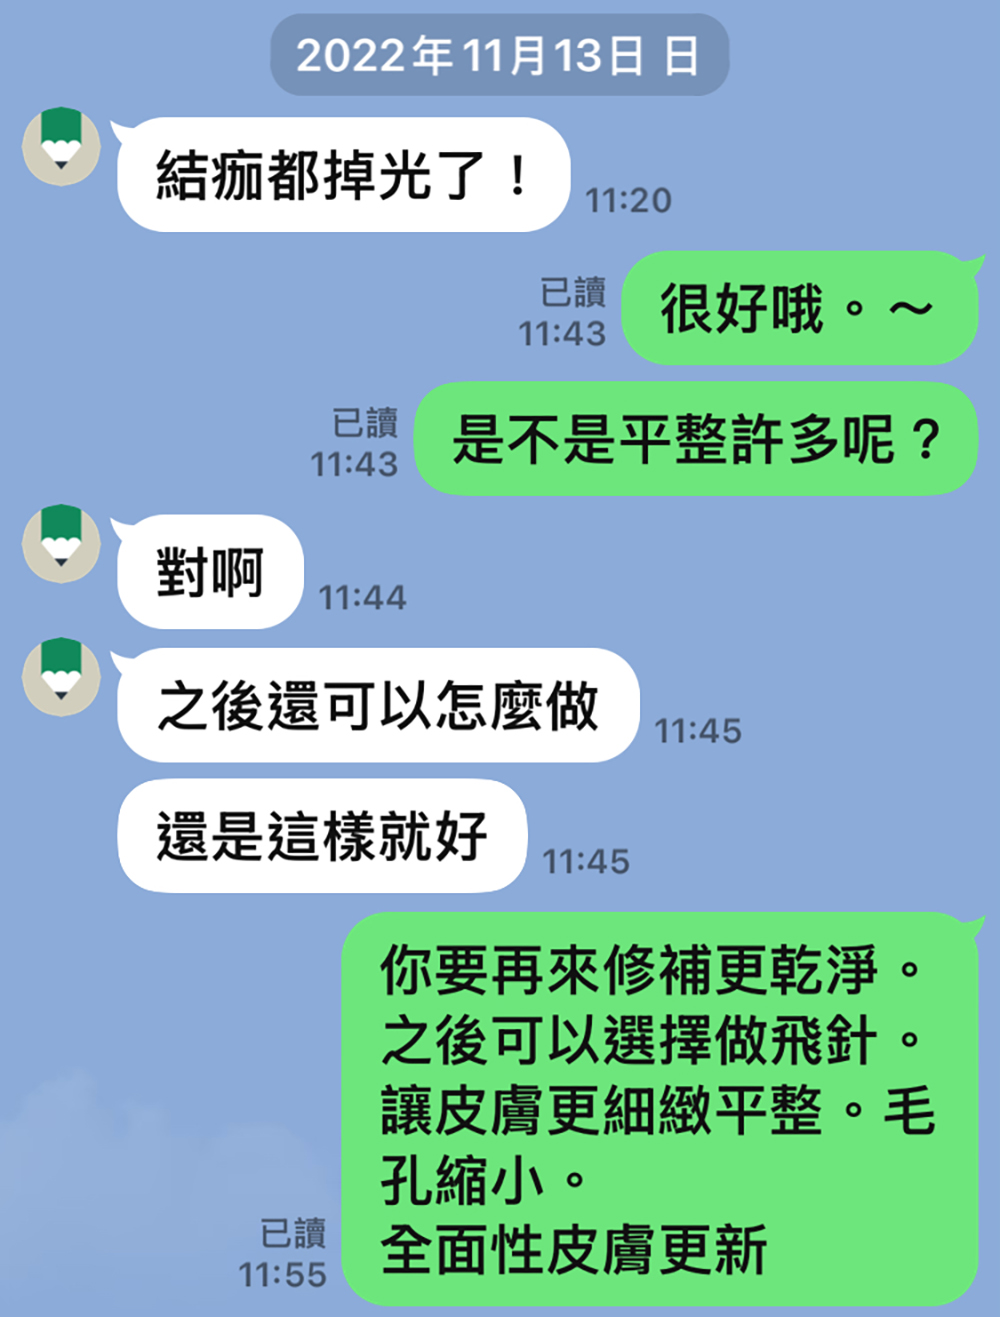 2022年11月13日 日
結痂都掉光了！
11:20
很好哦。～
已讀
11:43
是不是平整許多呢？
已讀
11:43
對啊
11:44
之後還可以怎麼做
11:45
還是這樣就好
11:45
你要再來修補更乾淨。
之後可以選擇做飛針。
讓皮膚更細緻平整。毛
孔縮小。
全面性皮膚更新
已讀
11:55